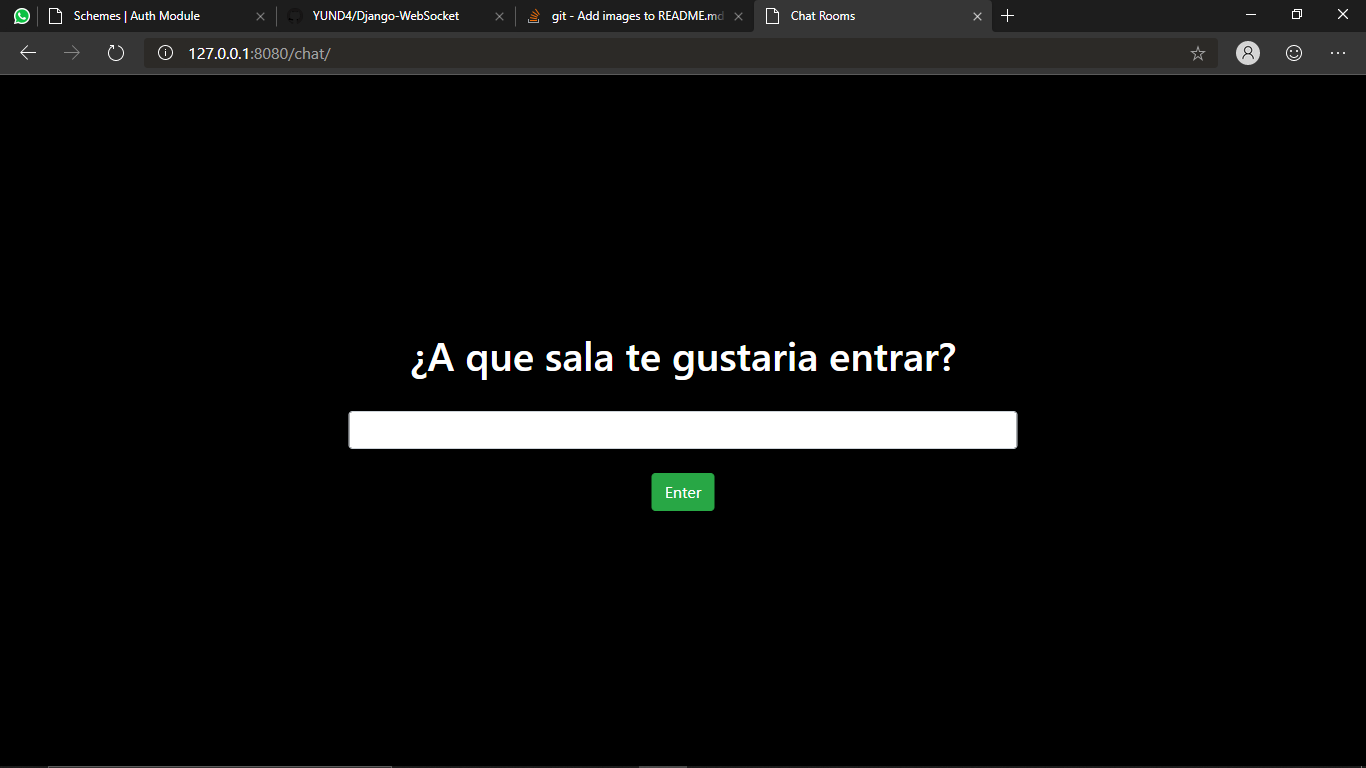 Schemes | Auth Module
YUND4/Django-WebSocket
git - Add images to README.md
Chat Rooms
127.0.0.1:8080/chat/
¿A que sala te gustaria entrar?
Enter